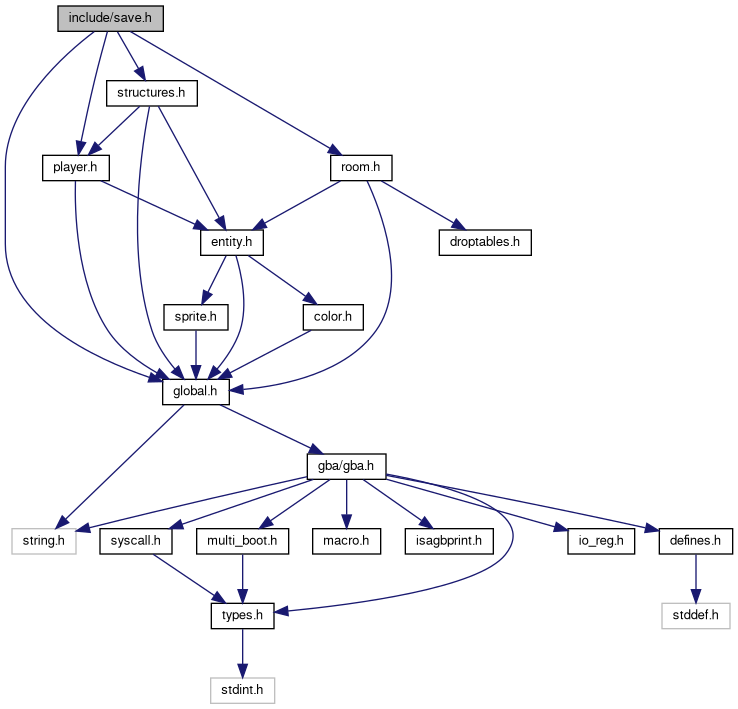 include/save.h
structures.h
player.h
room.h
entity.h
droptables.h
sprite.h
color.h
global.h
gba/gba.h
string.h
syscall.h
multi_boot.h
macro.h
isagbprint.h
io_reg.h
defines.h
types.h
stddef.h
stdint.h